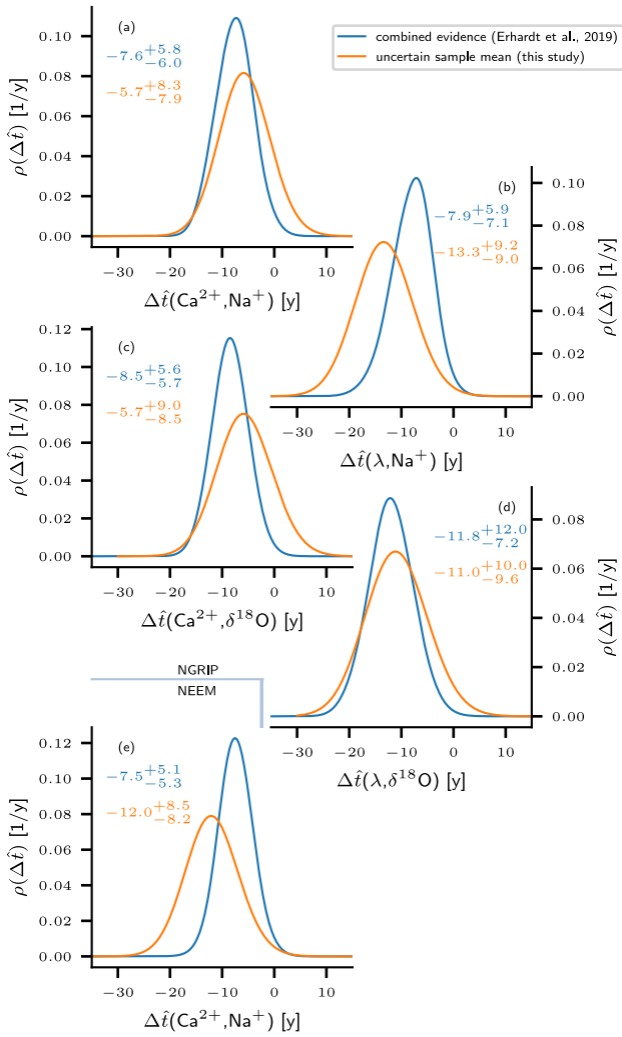 combined evidence (Erhardt et al., 2019)
uncertain sample mean (this study)
(a)
−7.6+5.8−6.0
−5.7+8.3−7.9
0.10
0.08
0.06
0.04
0.02
0.00
ρ(Δt̂) [1/y]
−30 −20 −10 0 10
Δt̂(Ca²⁺,Na⁺) [y]
(b)
−7.9+5.9−7.1
−13.3+9.2−9.0
0.10
0.08
0.06
0.04
0.02
0.00
ρ(Δt̂) [1/y]
−30 −20 −10 0 10
Δt̂(λ,Na⁺) [y]
(c)
−8.5+5.6−5.7
−5.7+9.0−8.5
0.12
0.10
0.08
0.06
0.04
0.02
0.00
ρ(Δt̂) [1/y]
−30 −20 −10 0 10
Δt̂(Ca²⁺,δ¹⁸O) [y]
(d)
−11.8+12.0−7.2
−11.0+10.0−9.6
0.08
0.06
0.04
0.02
0.00
ρ(Δt̂) [1/y]
−30 −20 −10 0 10
Δt̂(λ,δ¹⁸O) [y]
NGRIP
NEEM
(e)
−7.5+5.1−5.3
−12.0+8.5−8.2
0.12
0.10
0.08
0.06
0.04
0.02
0.00
ρ(Δt̂) [1/y]
−30 −20 −10 0 10
Δt̂(Ca²⁺,Na⁺) [y]